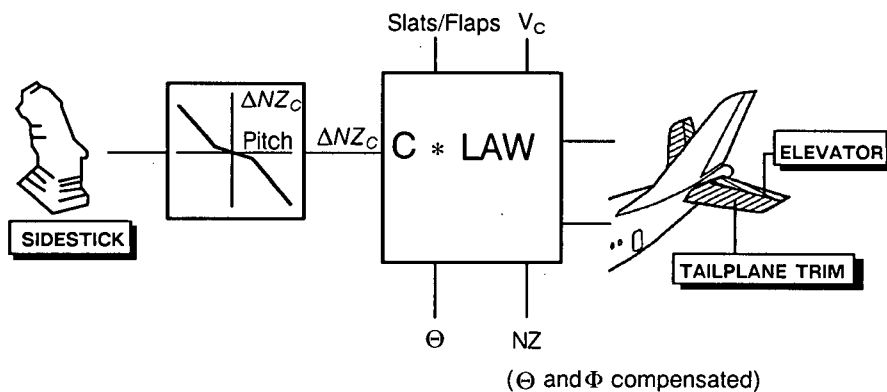 Slats/Flaps V_C
ΔNZ_C
Pitch
ΔNZ_C
C * LAW
ELEVATOR
SIDESTICK
TAILPLANE TRIM
Θ NZ
(Θ and Φ compensated)